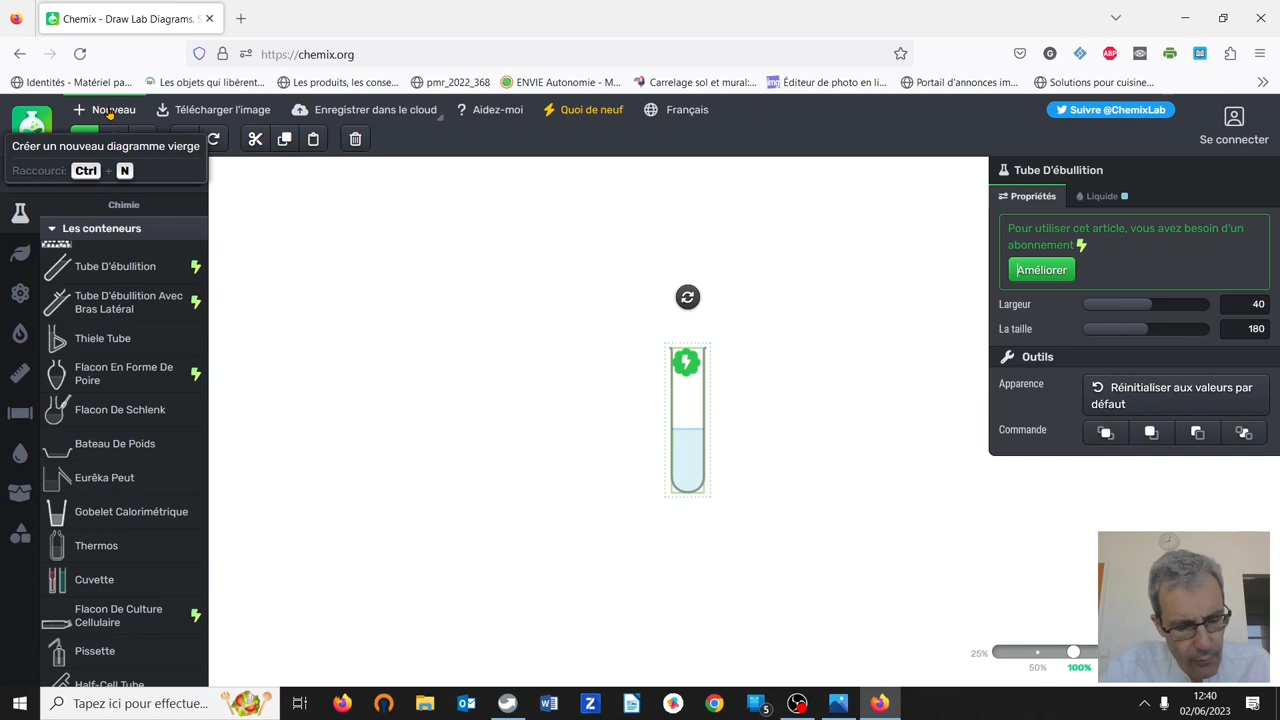 Chemix - Draw Lab Diagrams. S
https://chemix.org
Identités - Matériel pa...
Les objets qui libèrent...
Les produits, les conse...
pmr_2022_368
ENVIE Autonomie - M...
Carrelage sol et mural:...
Éditeur de photo en li...
Portail d'annonces im...
Solutions pour cuisine...
Nouveau
Télécharger l'image
Enregistrer dans le cloud
? Aidez-moi
Quoi de neuf
Français
Suivre @ChemixLab
Se connecter
Créer un nouveau diagramme vierge
Raccourci: Ctrl + N
Chimie
Les conteneurs
Tube D'ébullition
Tube D'ébullition Avec
Bras Latéral
Thiele Tube
Flacon En Forme De
Poire
Flacon De Schlenk
Bateau De Poids
Eurêka Peut
Gobelet Calorimétrique
Thermos
Cuvette
Flacon De Culture
Cellulaire
Pissette
Half-Cell Tube
Tube D'ébullition
Propriétés
Liquide
Pour utiliser cet article, vous avez besoin d'un
abonnement
Améliorer
Largeur 40
La taille 180
Outils
Apparence
Réinitialiser aux valeurs par
défaut
Commande
25%
50%
100%
Tapez ici pour effectue...
5
12:40
02/06/2023